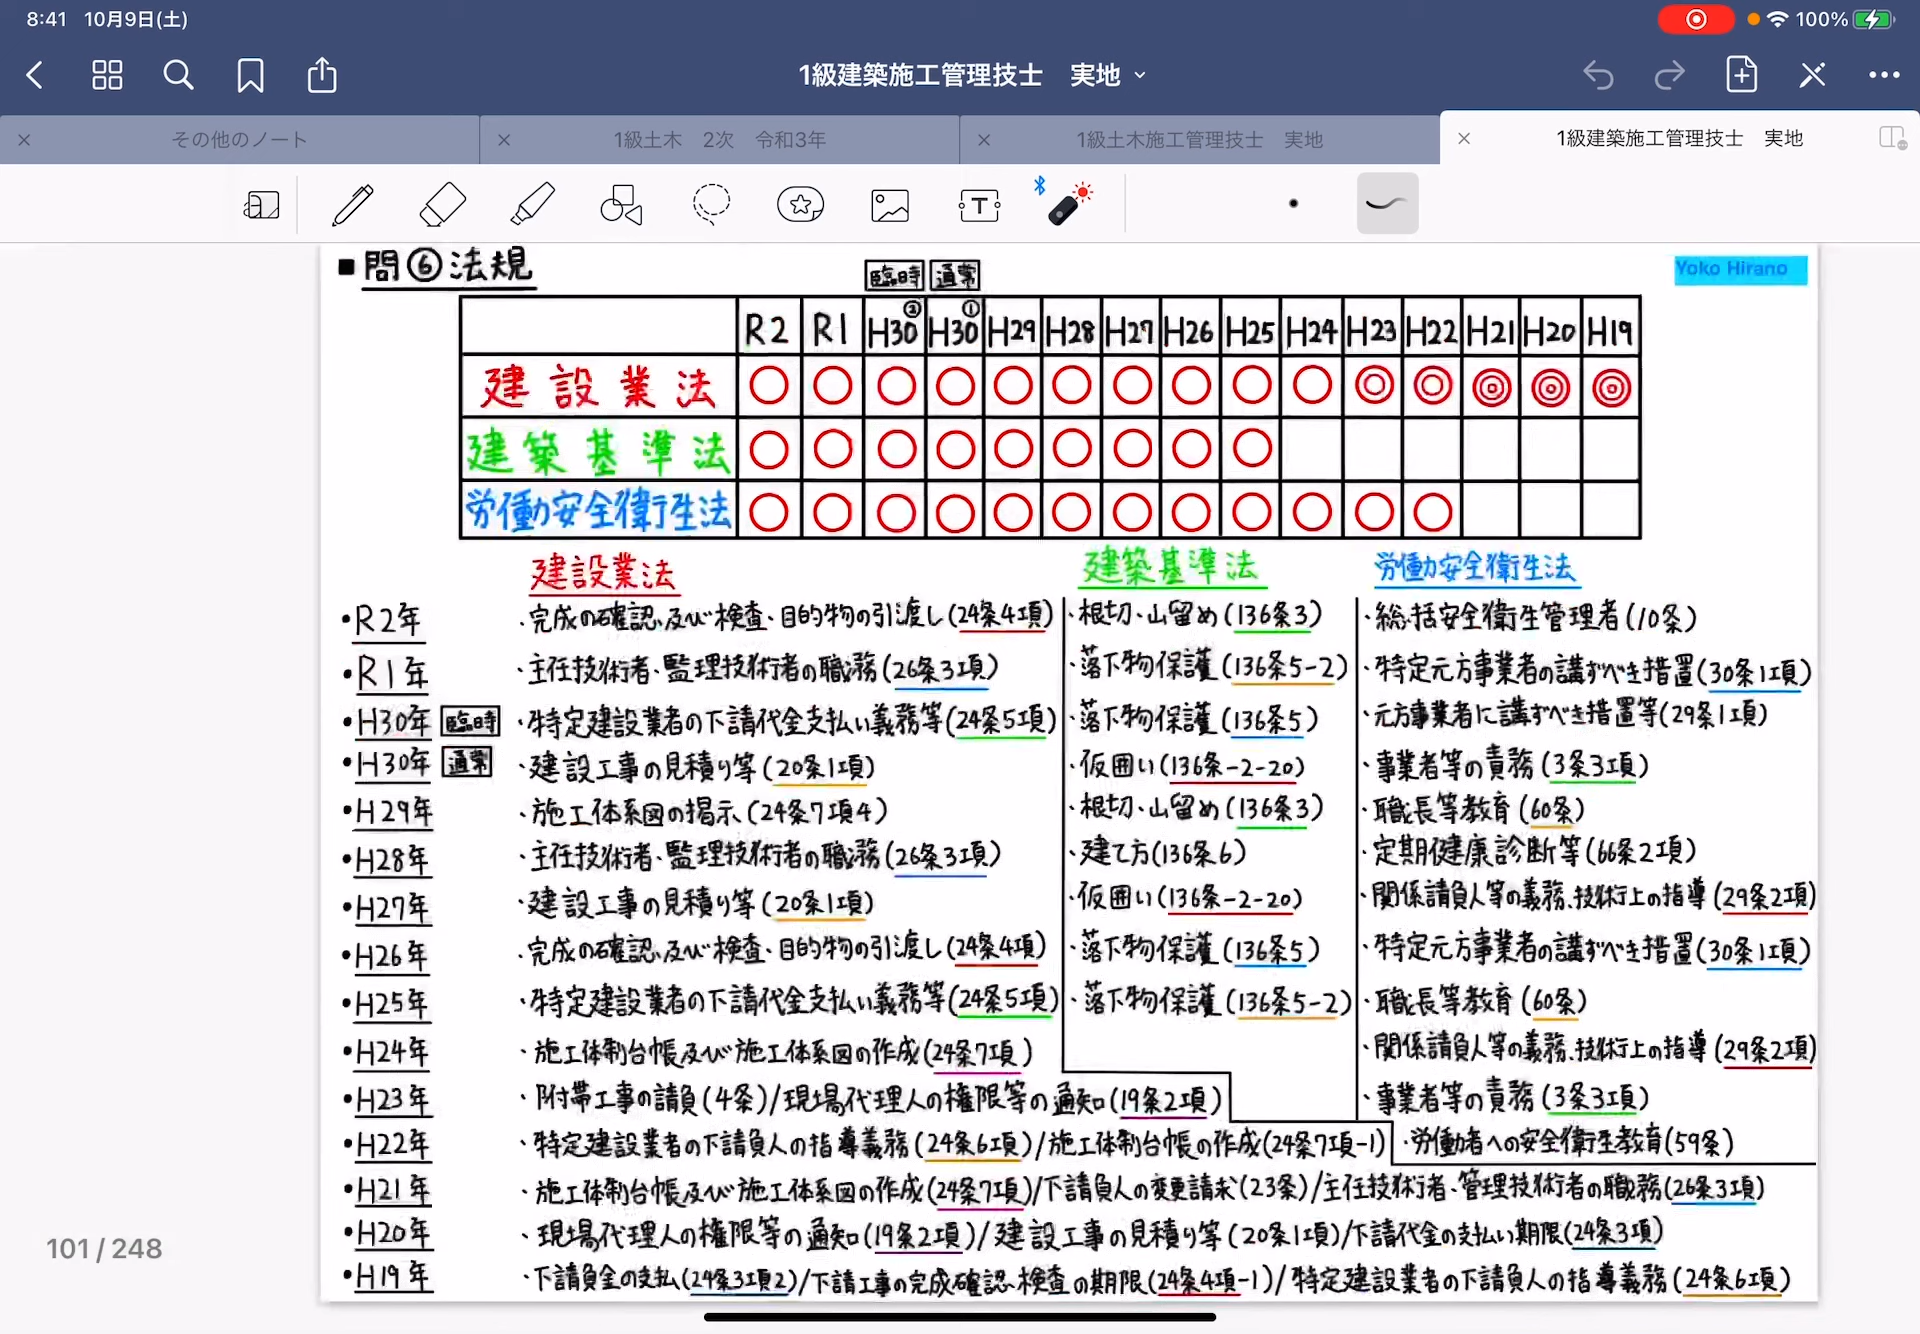 8:41 10月9日(土)
100%
1級建築施工管理技士 実地
その他のノート
1級土木 2次 令和3年
1級土木施工管理技士 実地
1級建築施工管理技士 実地
■問⑥法規
Yoko Hirano
臨時 通常
R2 R1 H30② H30① H29 H28 H27 H26 H25 H24 H23 H22 H21 H20 H19
建設業法 ○ ○ ○ ○ ○ ○ ○ ○ ○ ○ ◎ ◎
建築基準法 ○ ○ ○ ○ ○ ○ ○ ○ ○
労働安全衛生法 ○ ○ ○ ○ ○ ○ ○ ○ ○ ○ ○ ○
建設業法 建築基準法 労働安全衛生法
•R2年 ・完成の確認、及び検査、目的物の引渡し(24条4項) ・根切、山留め(136条3) ・総括安全衛生管理者(10条)
•R1年 ・主任技術者、監理技術者の職務(26条3項) ・落下物保護(136条5-2) ・特定元方事業者の講ずべき措置(30条1項)
•H30年 臨時 ・特定建設業者の下請代金支払い義務等(24条5項) ・落下物保護(136条5) ・元方事業者に講ずべき措置等(29条1項)
•H30年 通常 ・建設工事の見積り等(20条1項) ・仮囲い(136条-2-20) ・事業者等の責務(3条3項)
•H29年 ・施工体系図の掲示(24条7項4) ・根切、山留め(136条3) ・職長等教育(60条)
•H28年 ・主任技術者、監理技術者の職務(26条3項) ・建て方(136条6) ・定期健康診断等(66条2項)
•H27年 ・建設工事の見積り等(20条1項) ・仮囲い(136条-2-20) ・関係請負人等の義務、技術上の指導(29条2項)
•H26年 ・完成の確認、及び検査、目的物の引渡し(24条4項) ・落下物保護(136条5) ・特定元方事業者の講ずべき措置(30条1項)
•H25年 ・特定建設業者の下請代金支払い義務等(24条5項) ・落下物保護(136条5-2) ・職長等教育(60条)
•H24年 ・施工体制台帳及び施工体系図の作成(24条7項) ・関係請負人等の義務、技術上の指導(29条2項)
•H23年 ・附帯工事の請負(4条)/現場代理人の権限等の通知(19条2項) ・事業者等の責務(3条3項)
•H22年 ・特定建設業者の下請負人の指導義務(24条6項)/施工体制台帳の作成(24条7項-1) ・労働者への安全衛生教育(59条)
•H21年 ・施工体制台帳及び施工体系図の作成(24条7項)/下請負人の変更請求(23条)/主任技術者、管理技術者の職務(26条3項)
•H20年 ・現場代理人の権限等の通知(19条2項)/建設工事の見積り等(20条1項)/下請代金の支払い期限(24条3項)
•H19年 ・下請負金の支払(24条3項2)/下請工事の完成確認、検査の期限(24条4項-1)/特定建設業者の下請負人の指導義務(24条6項)
101/248